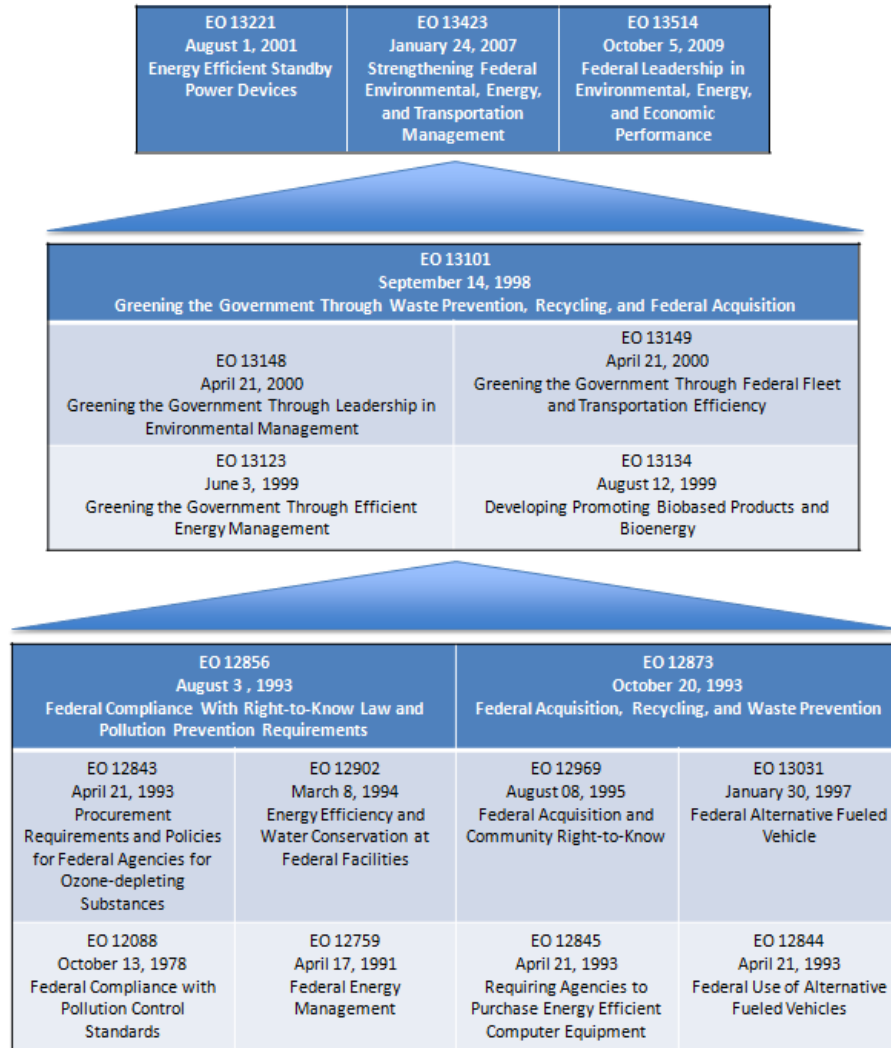 EO 13221
August 1, 2001
Energy Efficient Standby
Power Devices
EO 13423
January 24, 2007
Strengthening Federal
Environmental, Energy,
and Transportation
Management
EO 13514
October 5, 2009
Federal Leadership in
Environmental, Energy,
and Economic
Performance
EO 13101
September 14, 1998
Greening the Government Through Waste Prevention, Recycling, and Federal Acquisition
EO 13148
April 21, 2000
Greening the Government Through Leadership in
Environmental Management
EO 13149
April 21, 2000
Greening the Government Through Federal Fleet
and Transportation Efficiency
EO 13123
June 3, 1999
Greening the Government Through Efficient
Energy Management
EO 13134
August 12, 1999
Developing Promoting Biobased Products and
Bioenergy
EO 12856
August 3 , 1993
Federal Compliance With Right-to-Know Law and
Pollution Prevention Requirements
EO 12873
October 20, 1993
Federal Acquisition, Recycling, and Waste Prevention
EO 12843
April 21, 1993
Procurement
Requirements and Policies
for Federal Agencies for
Ozone-depleting
Substances
EO 12902
March 8, 1994
Energy Efficiency and
Water Conservation at
Federal Facilities
EO 12969
August 08, 1995
Federal Acquisition and
Community Right-to-Know
EO 13031
January 30, 1997
Federal Alternative Fueled
Vehicle
EO 12088
October 13, 1978
Federal Compliance with
Pollution Control
Standards
EO 12759
April 17, 1991
Federal Energy
Management
EO 12845
April 21, 1993
Requiring Agencies to
Purchase Energy Efficient
Computer Equipment
EO 12844
April 21, 1993
Federal Use of Alternative
Fueled Vehicles